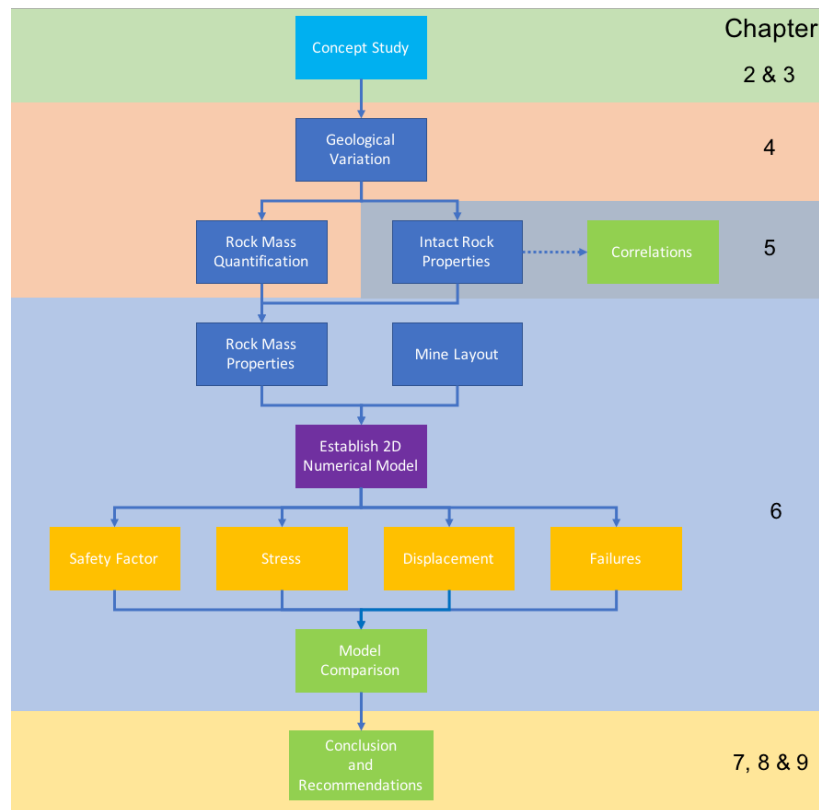 Chapter
Concept Study
2 & 3
Geological
Variation
4
Rock Mass
Quantification
Intact Rock
Properties
Correlations
5
Rock Mass
Properties
Mine Layout
Establish 2D
Numerical Model
6
Safety Factor
Stress
Displacement
Failures
Model
Comparison
Conclusion
and
Recommendations
7, 8 & 9